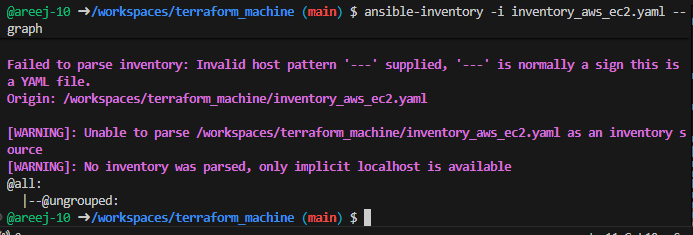 @areej-10 ➜/workspaces/terraform_machine (main) $ ansible-inventory -i inventory_aws_ec2.yaml --
graph
Failed to parse inventory: Invalid host pattern '---' supplied, '---' is normally a sign this is
a YAML file.
Origin: /workspaces/terraform_machine/inventory_aws_ec2.yaml
[WARNING]: Unable to parse /workspaces/terraform_machine/inventory_aws_ec2.yaml as an inventory s
ource
[WARNING]: No inventory was parsed, only implicit localhost is available
@all:
  |--@ungrouped:
@areej-10 ➜/workspaces/terraform_machine (main) $